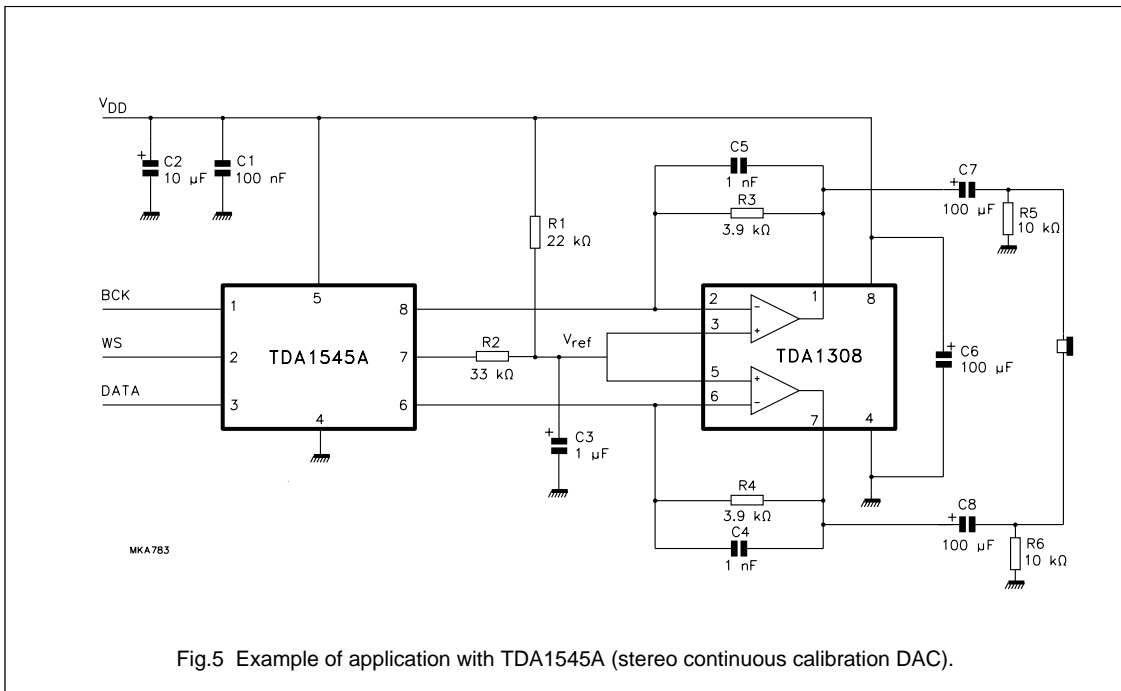 VDD
C2
10 µF
C1
100 nF
R1
22 kΩ
C5
1 nF
R3
3.9 kΩ
C7
+
100 µF
R5
10 kΩ
BCK
WS
DATA
1
2
3
5
4
8
7
6
TDA1545A
R2
33 kΩ
Vref
+
C3
1 µF
2
3
5
6
1
8
7
4
-
+
+
-
TDA1308
+
C6
100 µF
R4
3.9 kΩ
C4
1 nF
C8
+
100 µF
R6
10 kΩ
+
MKA783
Fig.5 Example of application with TDA1545A (stereo continuous calibration DAC).